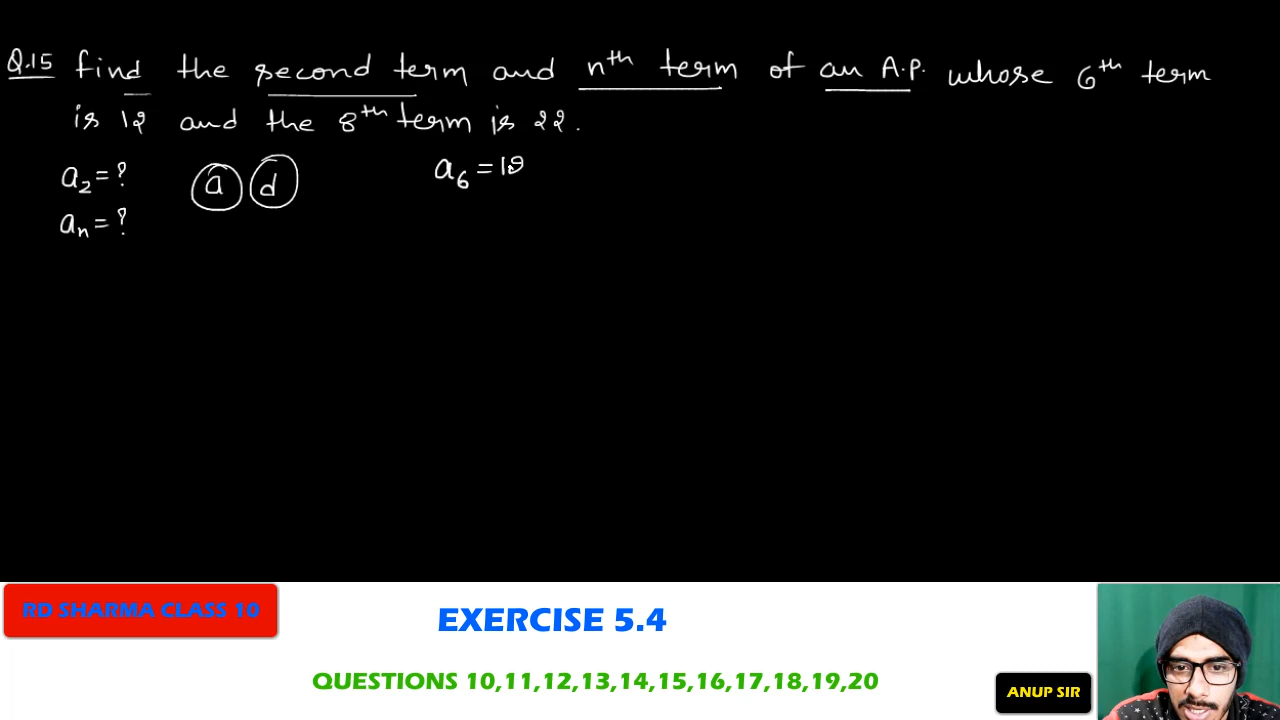 Q.15 find the second term and nth term of an A.P. whose 6th term
is 12 and the 8th term is 22.
a2 = ?
a d
a6 = 12
an = ?
RD SHARMA CLASS 10
EXERCISE 5.4
QUESTIONS 10,11,12,13,14,15,16,17,18,19,20
ANUP SIR